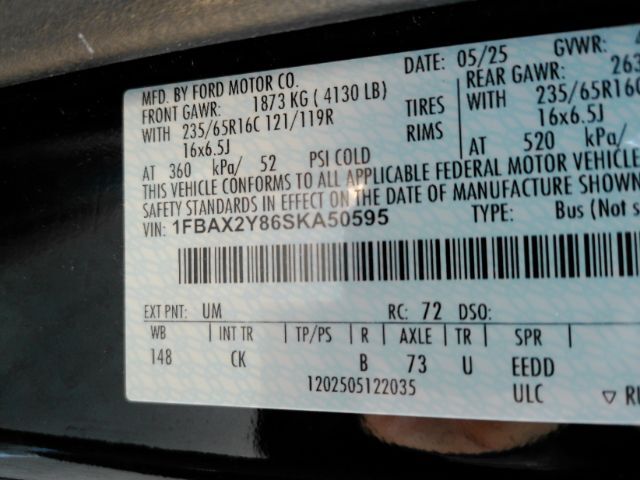 DATE: 05/25 GVWR:
MFD. BY FORD MOTOR CO.
FRONT GAWR: 1873 KG ( 4130 LB) REAR GAWR: 263
WITH 235/65R16C 121/119R TIRES WITH 235/65R16C
16x6.5J RIMS 16x6.5J
AT 360 kPa/ 52 PSI COLD AT 520 kPa/
THIS VEHICLE CONFORMS TO ALL APPLICABLE FEDERAL MOTOR VEHICLE
SAFETY STANDARDS IN EFFECT ON THE DATE OF MANUFACTURE SHOWN
VIN: 1FBAX2Y86SKA50595 TYPE: Bus (Not s
EXT PNT: UM RC: 72 DSO:
WB INT TR TP/PS R AXLE TR SPR
148 CK B 73 U EEDD
1202505122035 ULC ▽ RU